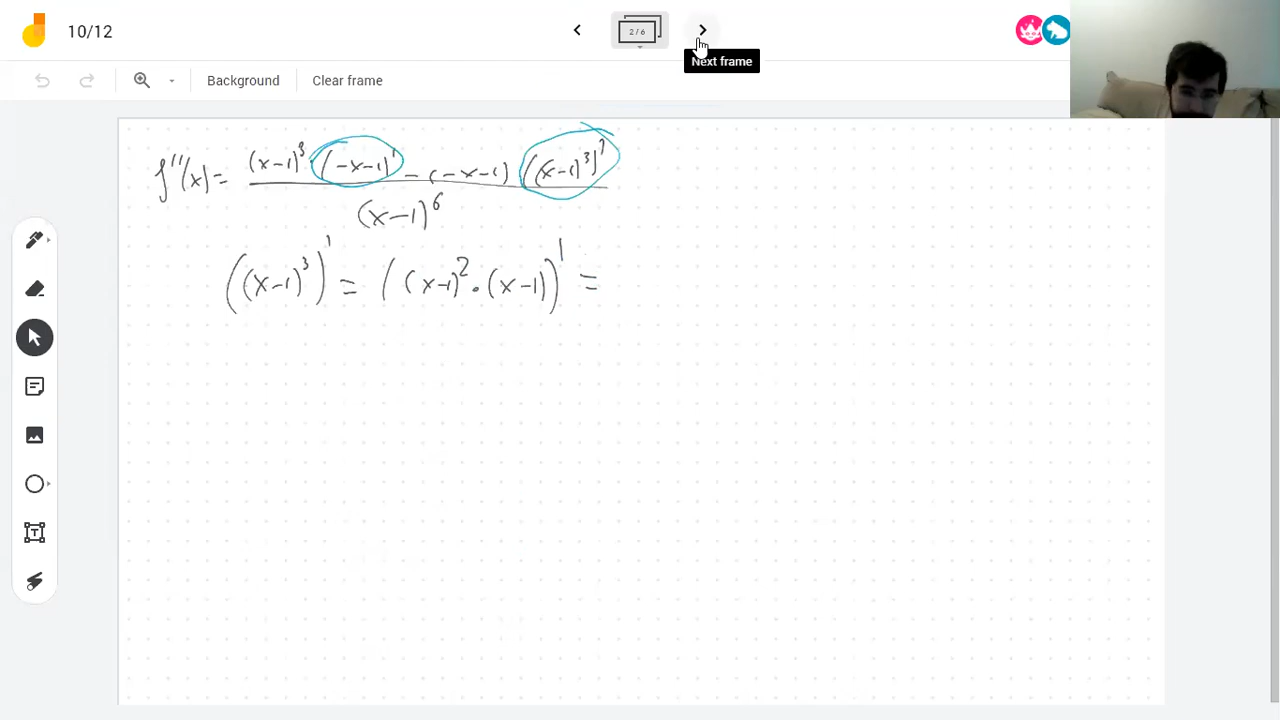 10/12
2 / 6
Next frame
Background
Clear frame
f''(x) = (x-1)³ · (-x-1)' - (-x-1) ((x-1)³)'
(x-1)⁶
((x-1)³)' = ((x-1)² · (x-1))' =